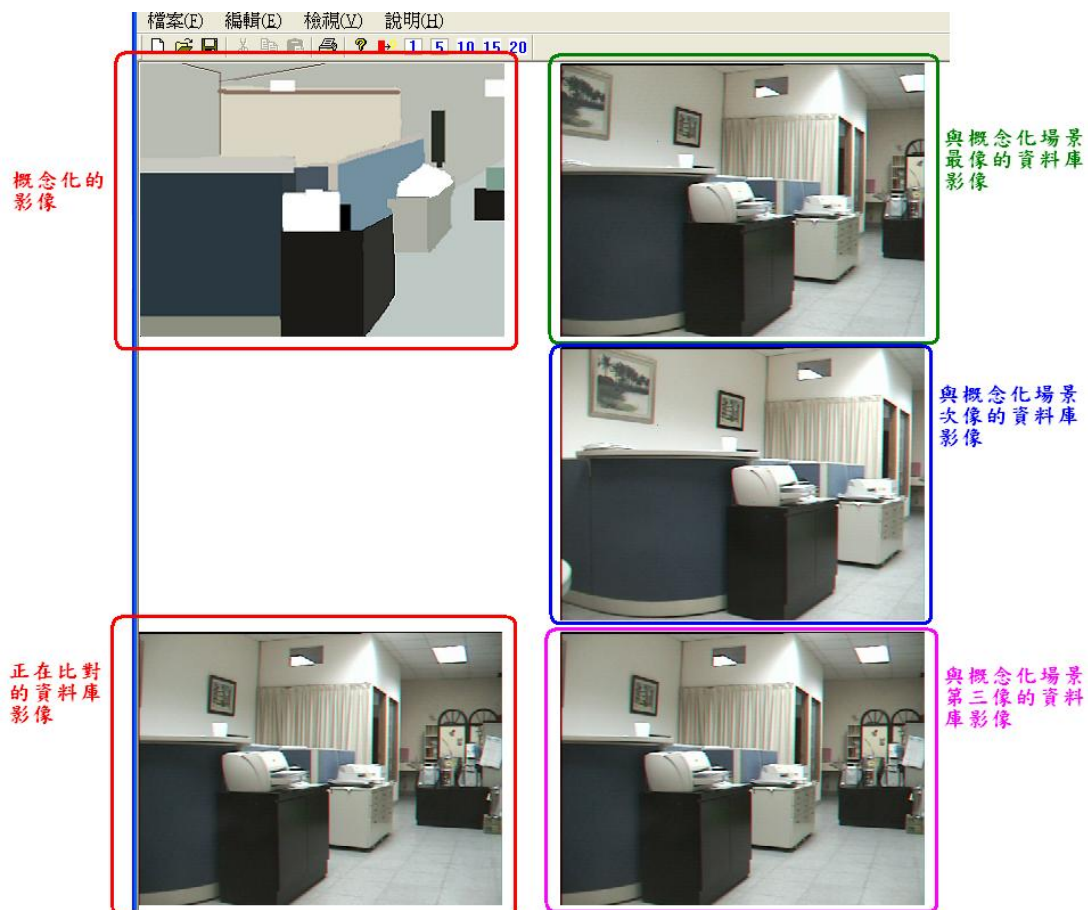 檔案(F) 編輯(E) 檢視(V) 說明(H)
1 5 10 15 20
概念化的
影像
與概念化場景
最像的資料庫
影像
與概念化場景
次像的資料庫
影像
正在比對
的資料庫
影像
與概念化場景
第三像的資料
庫影像